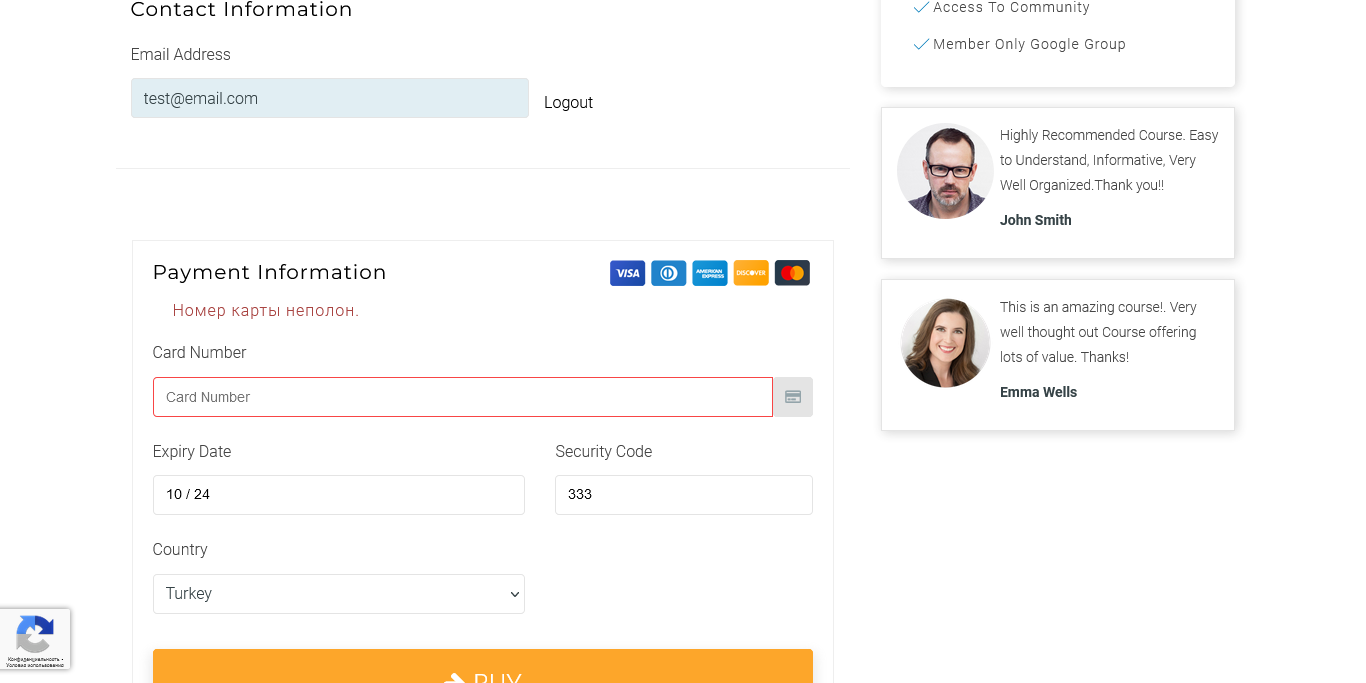 Contact Information
Email Address
test@email.com
Logout
Payment Information
VISA
AMERICAN EXPRESS
DISCOVER
Номер карты неполон.
Card Number
Card Number
Expiry Date
Security Code
10 / 24
333
Country
Turkey
BUY
Конфиденциальность •
Условия использования
Access To Community
Member Only Google Group
Highly Recommended Course. Easy
to Understand, Informative, Very
Well Organized.Thank you!!
John Smith
This is an amazing course!. Very
well thought out Course offering
lots of value. Thanks!
Emma Wells